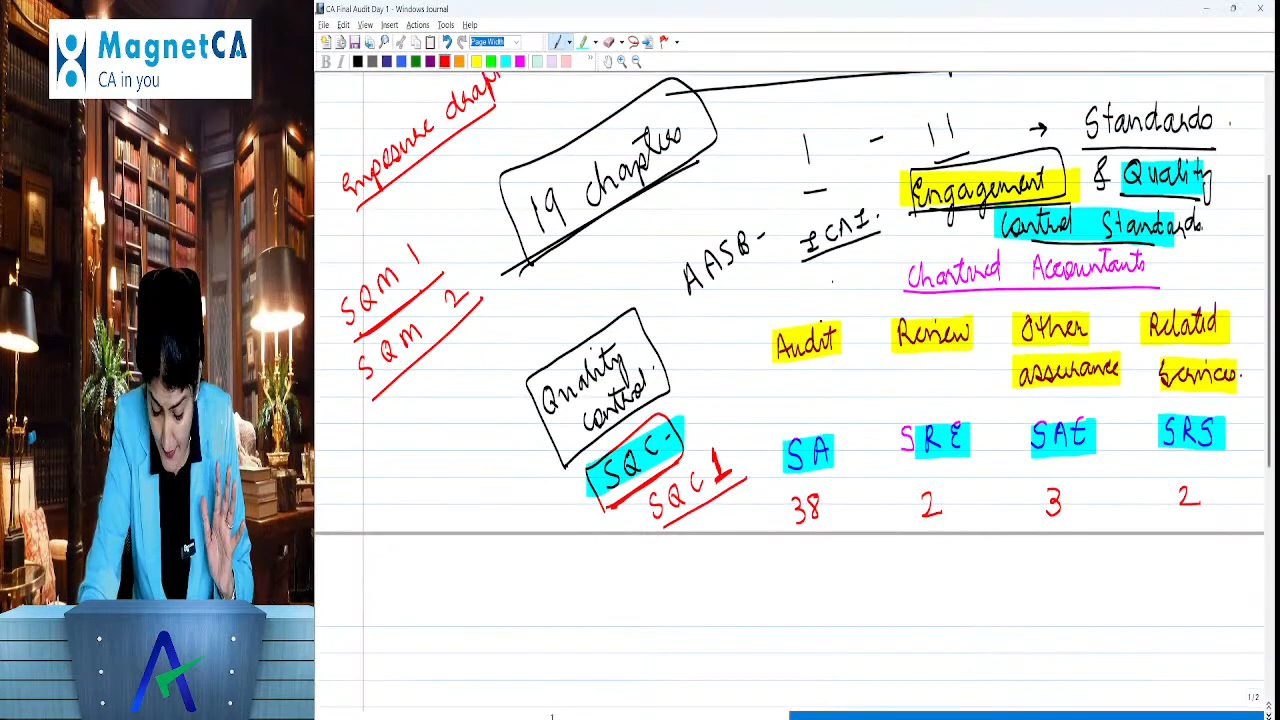 CA Final Audit Day 1 - Windows Journal
File Edit View Insert Actions Tools Help
Page Width
MagnetCA
CA in you
Exposure draf
19 chapters
1 - 11 → Standards.
Engagement & Quality
Control Standards.
AASB - ICAI.
Chartered Accountants
SQM 1
SQM 2
Quality
control.
Audit Review Other Related
assurance Services.
SQC - SA SRE SAE SRS
SQC 1
38 2 3 2
1/2
1